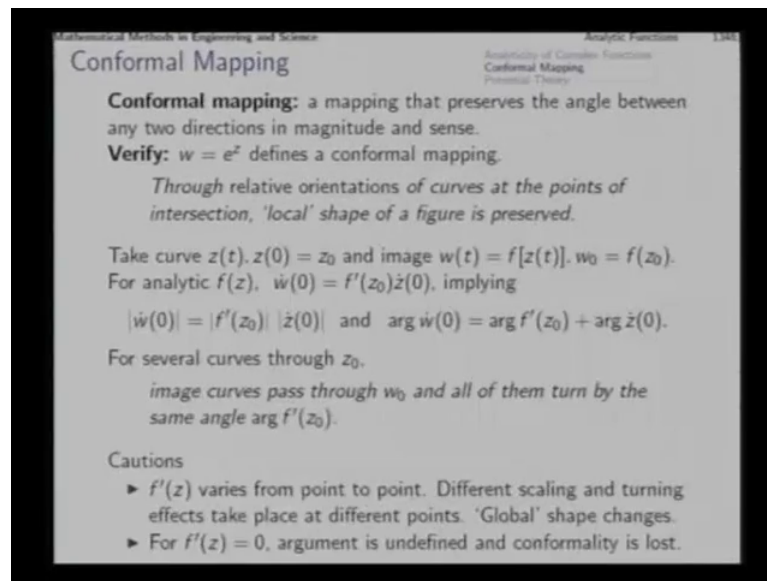 Mathematical Methods in Engineering and Science Analytic Functions 1348,
Conformal Mapping
Analyticity of Complex Functions
Conformal Mapping
Potential Theory
Conformal mapping: a mapping that preserves the angle between
any two directions in magnitude and sense.
Verify: w = e^z defines a conformal mapping.
Through relative orientations of curves at the points of
intersection, 'local' shape of a figure is preserved.
Take curve z(t), z(0) = z₀ and image w(t) = f[z(t)], w₀ = f(z₀).
For analytic f(z), ẇ(0) = f'(z₀)ż(0), implying
|ẇ(0)| = |f'(z₀)| |ż(0)| and arg ẇ(0) = arg f'(z₀) + arg ż(0).
For several curves through z₀,
image curves pass through w₀ and all of them turn by the
same angle arg f'(z₀).
Cautions
► f'(z) varies from point to point. Different scaling and turning
effects take place at different points. 'Global' shape changes.
► For f'(z) = 0, argument is undefined and conformality is lost.